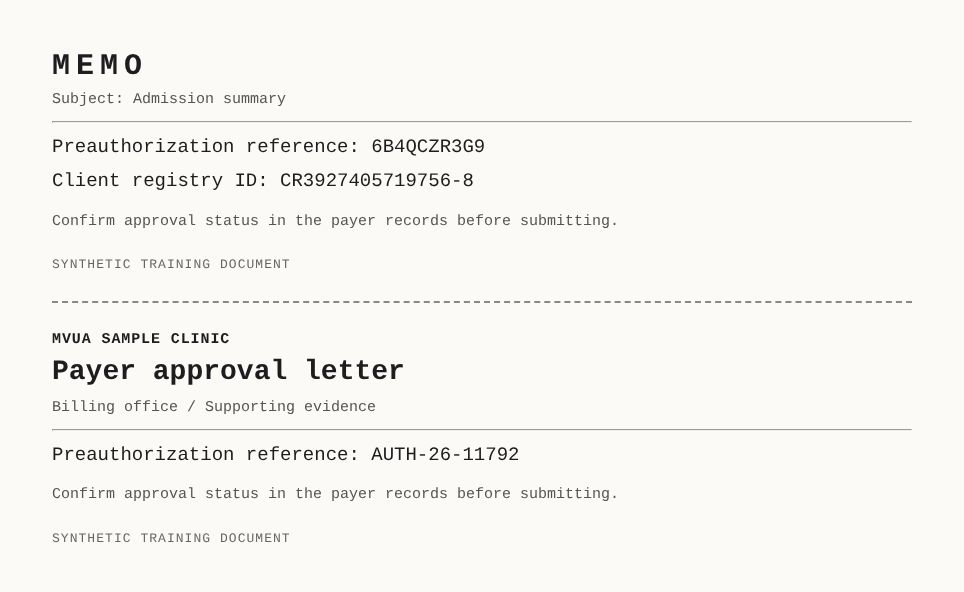 MEMO
Subject: Admission summary
Preauthorization reference: 6B4QCZR3G9
Client registry ID: CR3927405719756-8
Confirm approval status in the payer records before submitting.
SYNTHETIC TRAINING DOCUMENT
MVUA SAMPLE CLINIC
Payer approval letter
Billing office / Supporting evidence
Preauthorization reference: AUTH-26-11792
Confirm approval status in the payer records before submitting.
SYNTHETIC TRAINING DOCUMENT